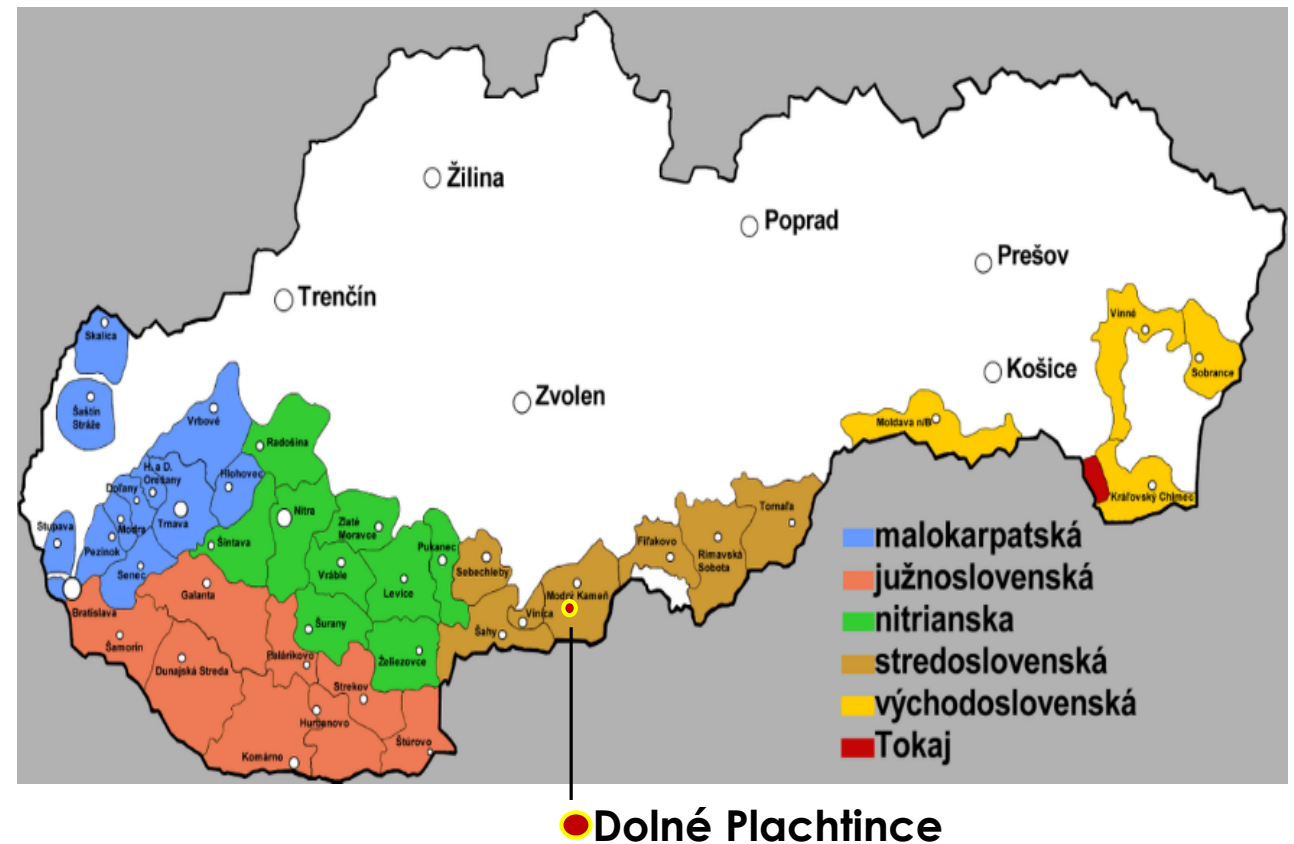 Žilina
Poprad
Prešov
Trenčín
Vinné
Skalica
Sobrance
Košice
Zvolen
Šaštín
Stráže
Vrbové
Moldava n/B
Radošina
H. a D.
Orešany
Hlohovec
Doľany
Kráľovský Chlmec
Tornaľa
Nitra
Trnava
Zlaté
Moravce
Stupava
Modra
Pukanec
Fiľakovo
Rimavská
Sobota
Šintava
Pezinok
Sebechleby
Senec
Vráble
Levice
Galanta
Modrý Kameň
Bratislava
Vinica
Šurany
Šahy
Šamorín
Palárikovo
Želiezovce
Dunajská Streda
Strekov
Hurbanovo
Štúrovo
Komárno
malokarpatská
južnoslovenská
nitrianska
stredoslovenská
východoslovenská
Tokaj
Dolné Plachtince